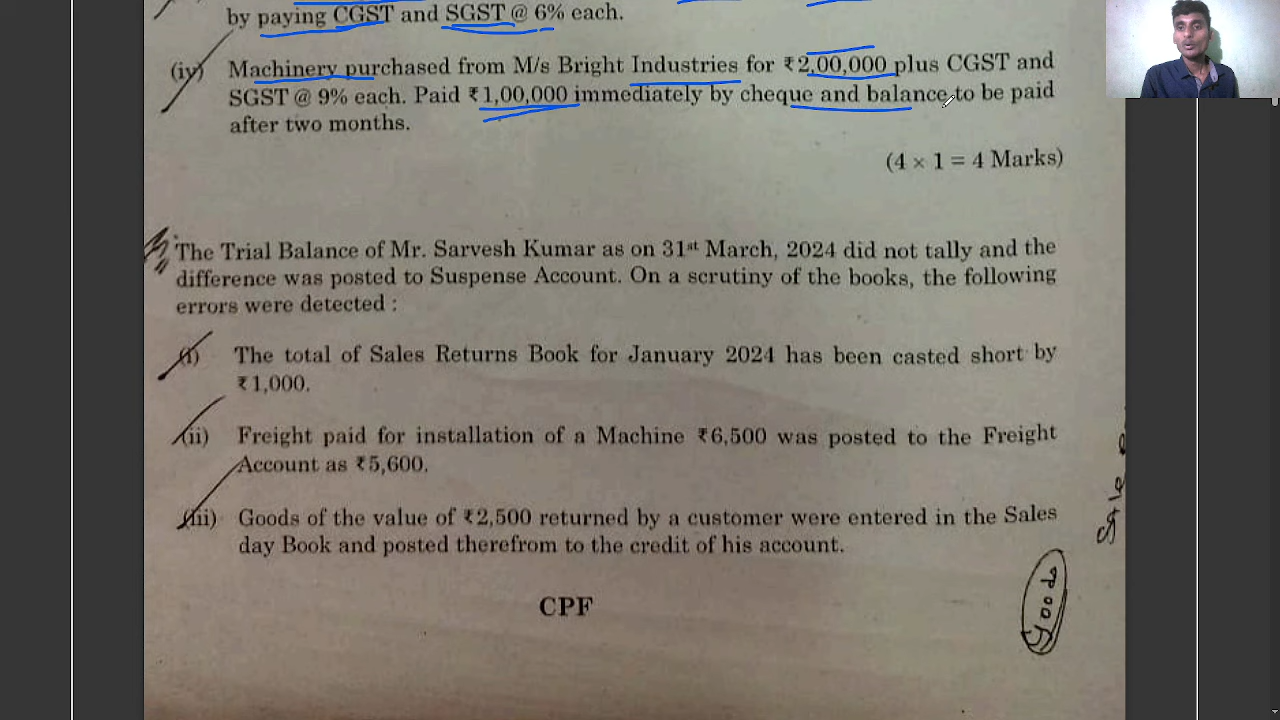 by paying CGST and SGST @ 6% each.
(iv) Machinery purchased from M/s Bright Industries for ₹2,00,000 plus CGST and
SGST @ 9% each. Paid ₹1,00,000 immediately by cheque and balance to be paid
after two months.
(4 × 1 = 4 Marks)
The Trial Balance of Mr. Sarvesh Kumar as on 31st March, 2024 did not tally and the
difference was posted to Suspense Account. On a scrutiny of the books, the following
errors were detected :
(i) The total of Sales Returns Book for January 2024 has been casted short by
₹1,000.
(ii) Freight paid for installation of a Machine ₹6,500 was posted to the Freight
Account as ₹5,600.
(iii) Goods of the value of ₹2,500 returned by a customer were entered in the Sales
day Book and posted therefrom to the credit of his account.
CPF
Goods